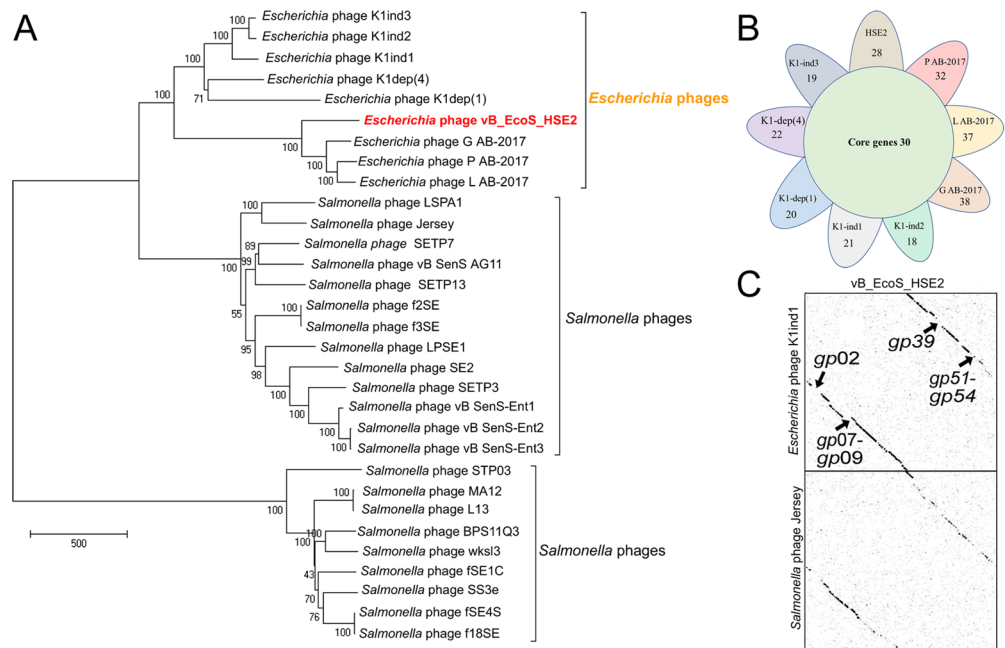 A
Escherichia phage K1ind3
Escherichia phage K1ind2
Escherichia phage K1ind1
Escherichia phage K1dep(4)
Escherichia phage K1dep(1)
Escherichia phage vB_EcoS_HSE2
Escherichia phage G AB-2017
Escherichia phage P AB-2017
Escherichia phage L AB-2017
Salmonella phage LSPA1
Salmonella phage Jersey
Salmonella phage SETP7
Salmonella phage vB SenS AG11
Salmonella phage SETP13
Salmonella phage f2SE
Salmonella phage f3SE
Salmonella phage LPSE1
Salmonella phage SE2
Salmonella phage SETP3
Salmonella phage vB SenS-Ent1
Salmonella phage vB SenS-Ent2
Salmonella phage vB SenS-Ent3
Salmonella phage STP03
Salmonella phage MA12
Salmonella phage L13
Salmonella phage BPS11Q3
Salmonella phage wksl3
Salmonella phage fSE1C
Salmonella phage SS3e
Salmonella phage fSE4S
Salmonella phage f18SE
100
100
100
71
100
100
100
100
100
100
89
99
55
100
95
98
100
100
100
100
100
100
100
100
43
70
76
100
500
Escherichia phages
Salmonella phages
Salmonella phages
B
HSE2
28
P AB-2017
32
L AB-2017
37
G AB-2017
38
K1-ind2
18
K1-ind1
21
K1-dep(1)
20
K1-dep(4)
22
K1-ind3
19
Core genes 30
C
vB_EcoS_HSE2
Escherichia phage K1ind1
Salmonella phage Jersey
gp39
gp02
gp51-
gp54
gp07-
gp09